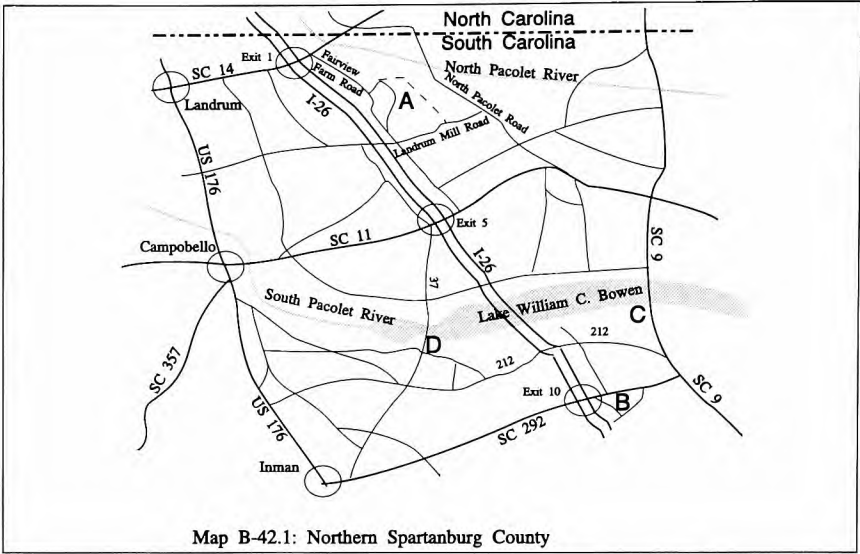 North Carolina
South Carolina
Exit 1
SC 14
Fairview
Farm Road
North Pacolet River
A
Landrum
I-26
North Pacolet Road
Landrum Mill Road
US 176
Exit 5
SC 11
Campobello
I-26
SC 9
37
South Pacolet River
Lake William C. Bowen
C
212
D
212
SC 357
Exit 10
B
SC 9
US 176
SC 292
Inman
Map B-42.1: Northern Spartanburg County